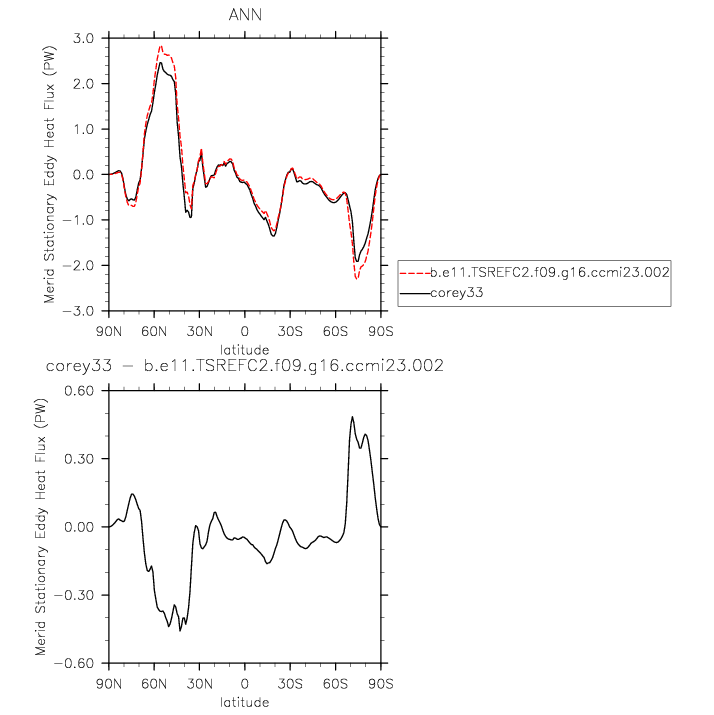 ANN
Merid Stationary Eddy Heat Flux (PW)
3.0
2.0
1.0
0.0
-1.0
-2.0
-3.0
90N 60N 30N 0 30S 60S 90S
latitude
b.e11.TSREFC2.f09.g16.ccmi23.002
corey33
corey33 - b.e11.TSREFC2.f09.g16.ccmi23.002
Merid Stationary Eddy Heat Flux (PW)
0.60
0.30
0.00
-0.30
-0.60
90N 60N 30N 0 30S 60S 90S
latitude